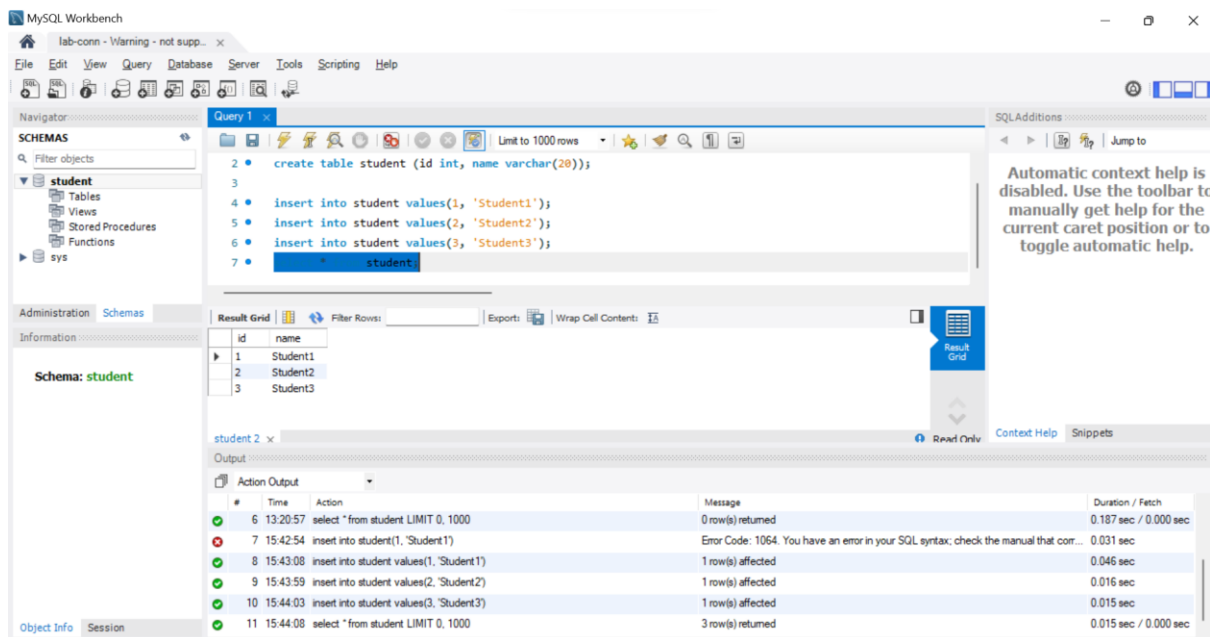 MySQL Workbench
lab-conn - Warning - not supp...
File Edit View Query Database Server Tools Scripting Help
Navigator
SCHEMAS
Filter objects
student
Tables
Views
Stored Procedures
Functions
sys
Administration Schemas
Information
Schema: student
Object Info Session
Query 1
Limit to 1000 rows
2 create table student (id int, name varchar(20));
3
4 insert into student values(1, 'Student1');
5 insert into student values(2, 'Student2');
6 insert into student values(3, 'Student3');
7 * student;
Result Grid Filter Rows: Export: Wrap Cell Content:
id name
1 Student1
2 Student2
3 Student3
Result
Grid
student 2
Read Only
SQLAdditions
Jump to
Automatic context help is
disabled. Use the toolbar to
manually get help for the
current caret position or to
toggle automatic help.
Context Help Snippets
Output
Action Output
# Time Action Message Duration / Fetch
6 13:20:57 select * from student LIMIT 0, 1000 0 row(s) returned 0.187 sec / 0.000 sec
7 15:42:54 insert into student(1, 'Student1') Error Code: 1064. You have an error in your SQL syntax; check the manual that corr... 0.031 sec
8 15:43:08 insert into student values(1, 'Student1') 1 row(s) affected 0.046 sec
9 15:43:59 insert into student values(2, 'Student2') 1 row(s) affected 0.016 sec
10 15:44:03 insert into student values(3, 'Student3') 1 row(s) affected 0.015 sec
11 15:44:08 select * from student LIMIT 0, 1000 3 row(s) returned 0.015 sec / 0.000 sec